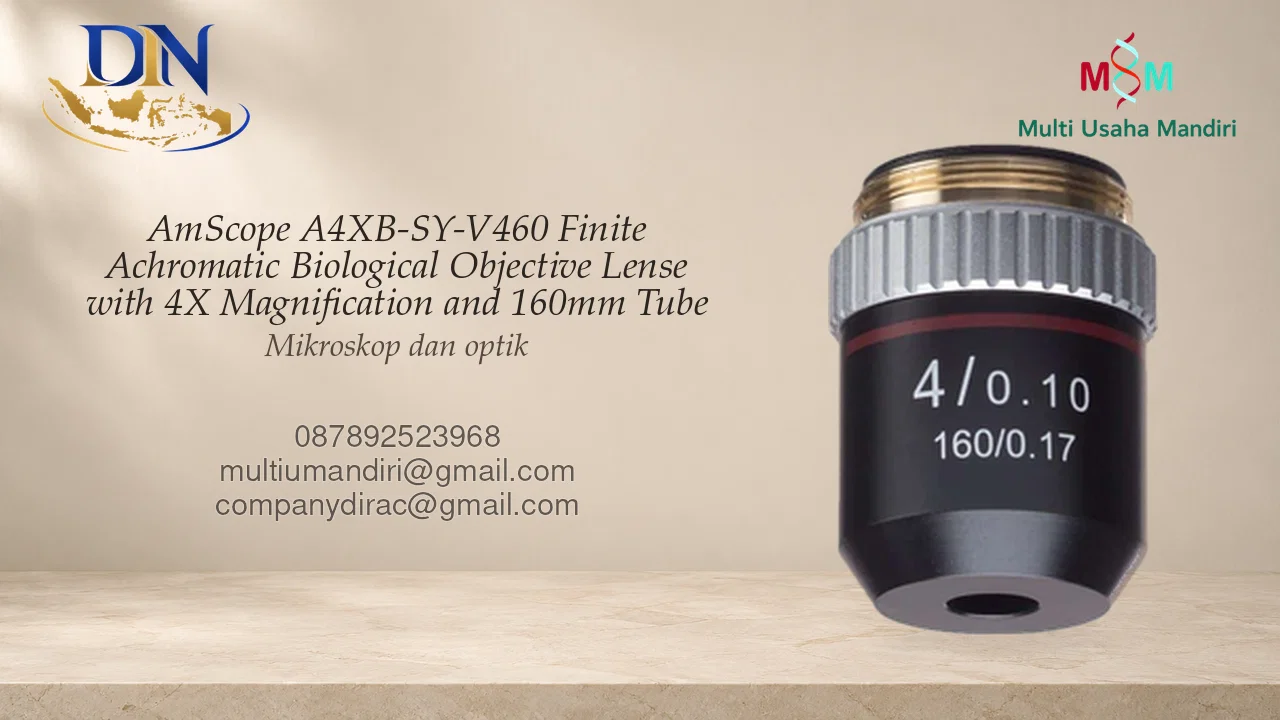 DN
M M
Multi Usaha Mandiri
AmScope A4XB-SY-V460 Finite
Achromatic Biological Objective Lense
with 4X Magnification and 160mm Tube
Mikroskop dan optik
087892523968
multiumandiri@gmail.com
companydirac@gmail.com
4/0.10
160/0.17